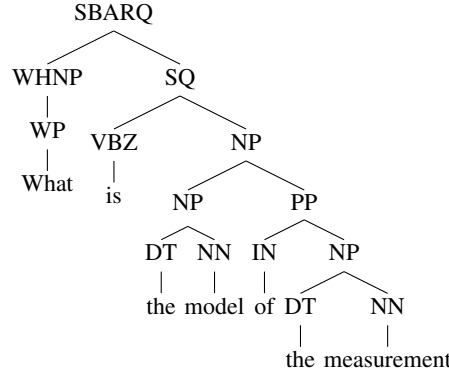 SBARQ
WHNP SQ
WP VBZ NP
What is NP PP
DT NN IN NP
the model of DT NN
the measurement